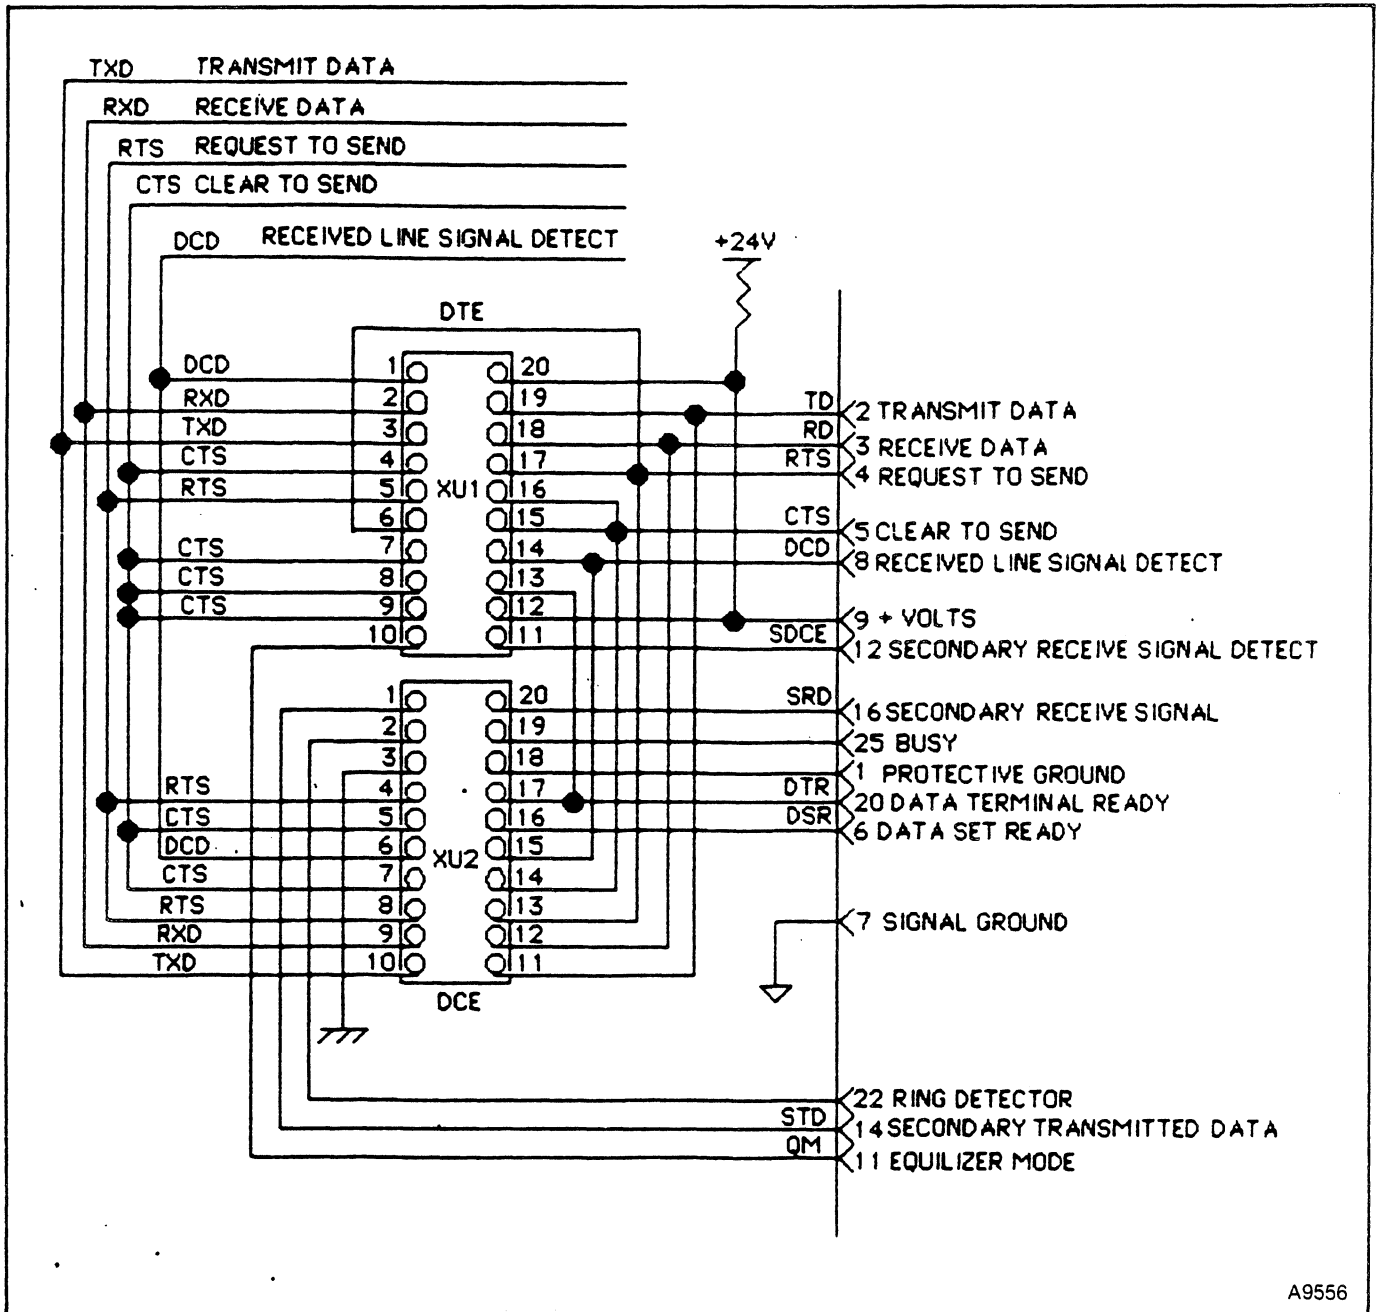 TXD TRANSMIT DATA
RXD RECEIVE DATA
RTS REQUEST TO SEND
CTS CLEAR TO SEND
DCD RECEIVED LINE SIGNAL DETECT
+24V
DTE
DCD 1 20
RXD 2 19 TD 2 TRANSMIT DATA
TXD 3 18 RD 3 RECEIVE DATA
CTS 4 17 RTS 4 REQUEST TO SEND
RTS 5 XU1 16
6 15 CTS 5 CLEAR TO SEND
CTS 7 14 DCD 8 RECEIVED LINE SIGNAL DETECT
CTS 8 13
CTS 9 12 9 + VOLTS
10 11 SDCE 12 SECONDARY RECEIVE SIGNAL DETECT
1 20 SRD 16 SECONDARY RECEIVE SIGNAL
2 19 25 BUSY
3 18 1 PROTECTIVE GROUND
RTS 4 17 DTR 20 DATA TERMINAL READY
CTS 5 16 DSR 6 DATA SET READY
DCD 6 XU2 15
CTS 7 14
RTS 8 13 7 SIGNAL GROUND
RXD 9 12
TXD 10 11
DCE
22 RING DETECTOR
STD 14 SECONDARY TRANSMITTED DATA
QM 11 EQUILIZER MODE
A9556